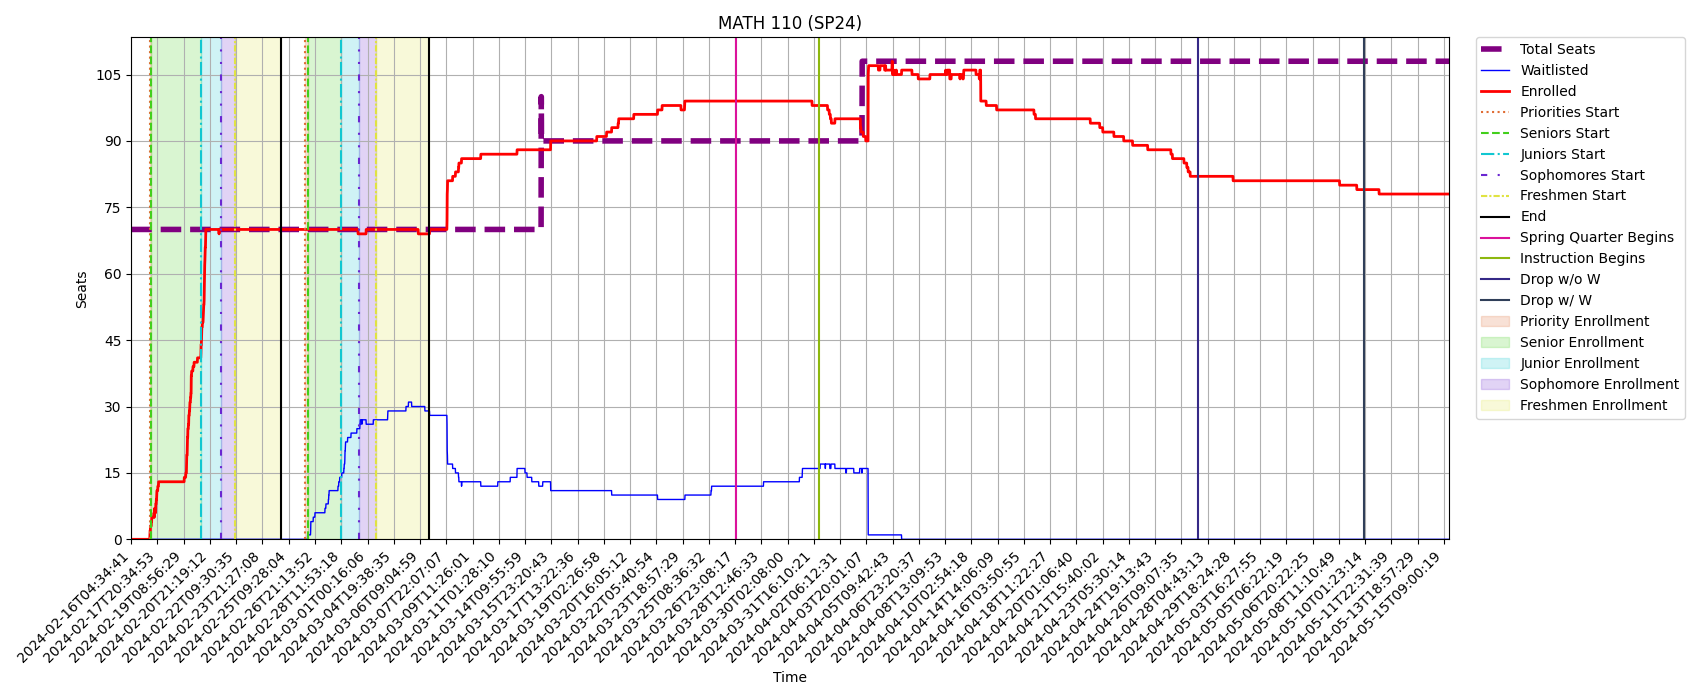 MATH 110 (SP24)
Seats
105
90
75
60
45
30
15
0
2024-02-16T04:34:41
2024-02-17T20:34:53
2024-02-19T08:56:29
2024-02-20T21:19:12
2024-02-22T09:30:35
2024-02-23T21:27:08
2024-02-25T09:28:04
2024-02-26T21:13:52
2024-02-28T11:53:18
2024-03-01T00:16:06
2024-03-04T19:38:35
2024-03-06T09:04:59
2024-03-07T22:07:07
2024-03-09T11:26:01
2024-03-11T01:28:10
2024-03-14T09:55:59
2024-03-15T23:20:43
2024-03-17T13:22:36
2024-03-19T02:26:58
2024-03-20T16:05:12
2024-03-22T05:40:54
2024-03-23T18:57:29
2024-03-25T08:36:32
2024-03-26T23:08:17
2024-03-28T12:46:33
2024-03-30T02:08:00
2024-03-31T16:10:21
2024-04-02T06:12:31
2024-04-03T20:01:07
2024-04-05T09:42:43
2024-04-06T23:20:37
2024-04-08T13:09:53
2024-04-10T02:54:18
2024-04-14T14:06:09
2024-04-16T03:50:55
2024-04-18T11:22:27
2024-04-20T01:06:40
2024-04-21T15:40:02
2024-04-23T05:30:14
2024-04-24T19:13:43
2024-04-26T09:07:35
2024-04-28T04:43:13
2024-04-29T18:24:28
2024-05-03T16:27:55
2024-05-05T06:22:19
2024-05-06T20:22:25
2024-05-08T11:10:49
2024-05-10T01:23:14
2024-05-11T22:31:39
2024-05-13T18:57:29
2024-05-15T09:00:19
Time
Total Seats
Waitlisted
Enrolled
Priorities Start
Seniors Start
Juniors Start
Sophomores Start
Freshmen Start
End
Spring Quarter Begins
Instruction Begins
Drop w/o W
Drop w/ W
Priority Enrollment
Senior Enrollment
Junior Enrollment
Sophomore Enrollment
Freshmen Enrollment